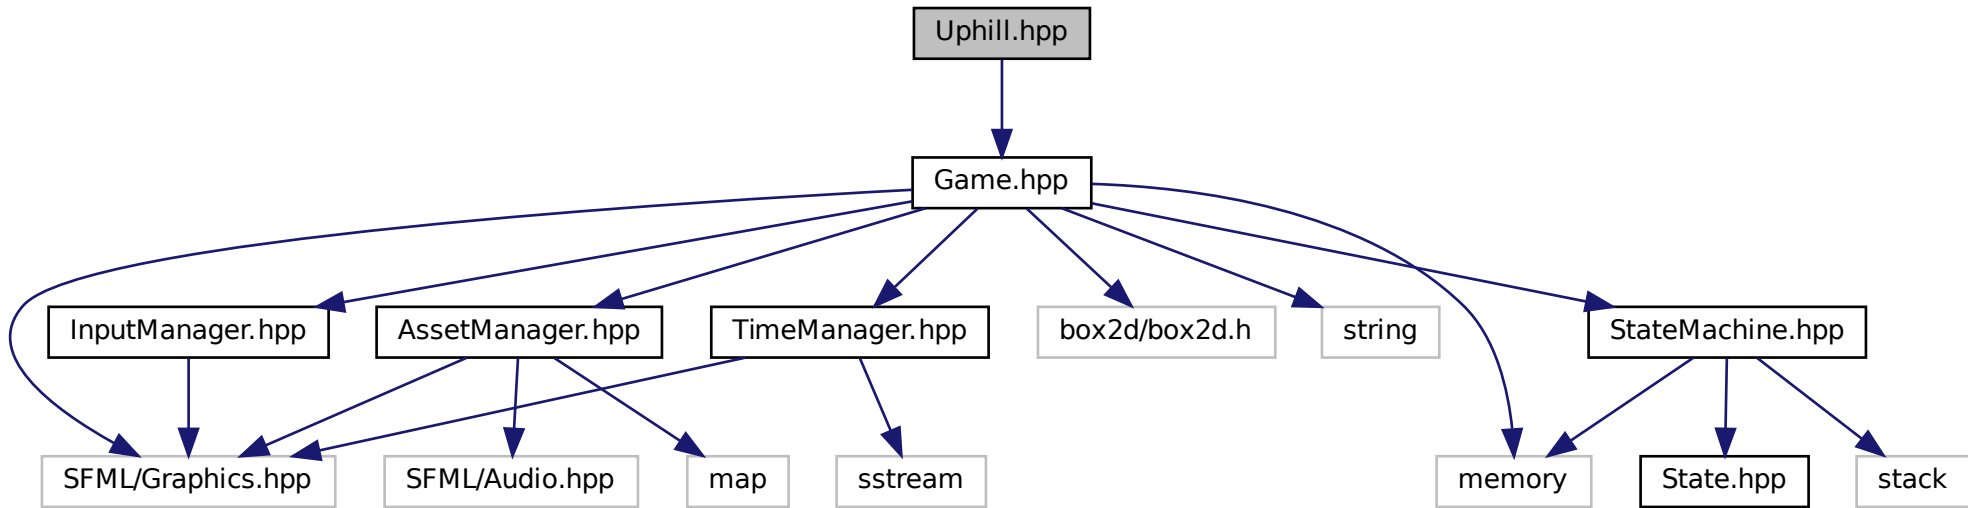 Uphill.hpp
Game.hpp
InputManager.hpp
AssetManager.hpp
TimeManager.hpp
box2d/box2d.h
string
StateMachine.hpp
SFML/Graphics.hpp
SFML/Audio.hpp
map
sstream
memory
State.hpp
stack